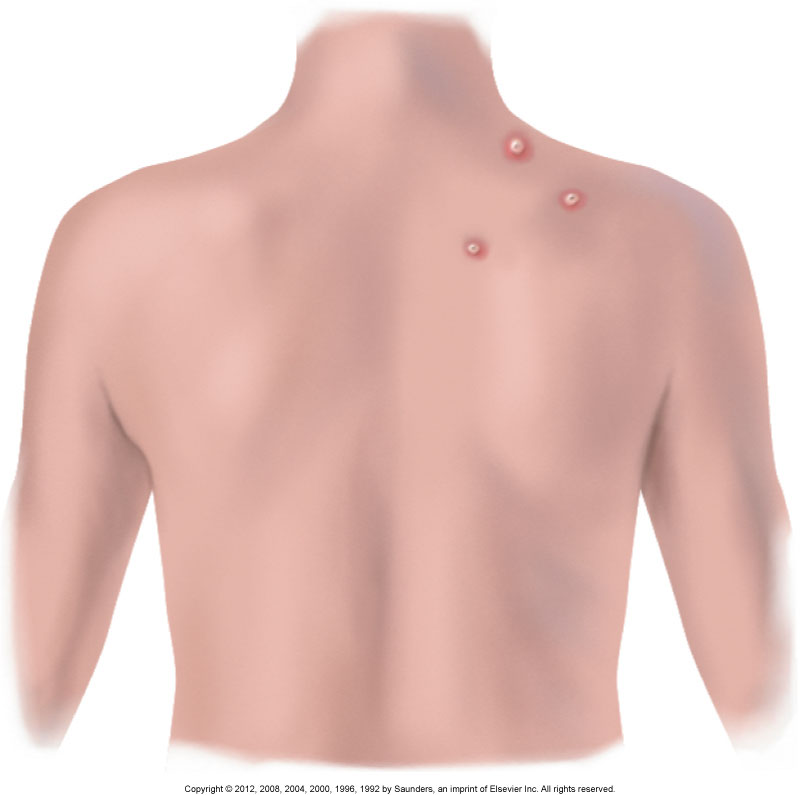 Copyright © 2012, 2008, 2004, 2000, 1996, 1992 by Saunders, an imprint of Elsevier Inc. All rights reserved.